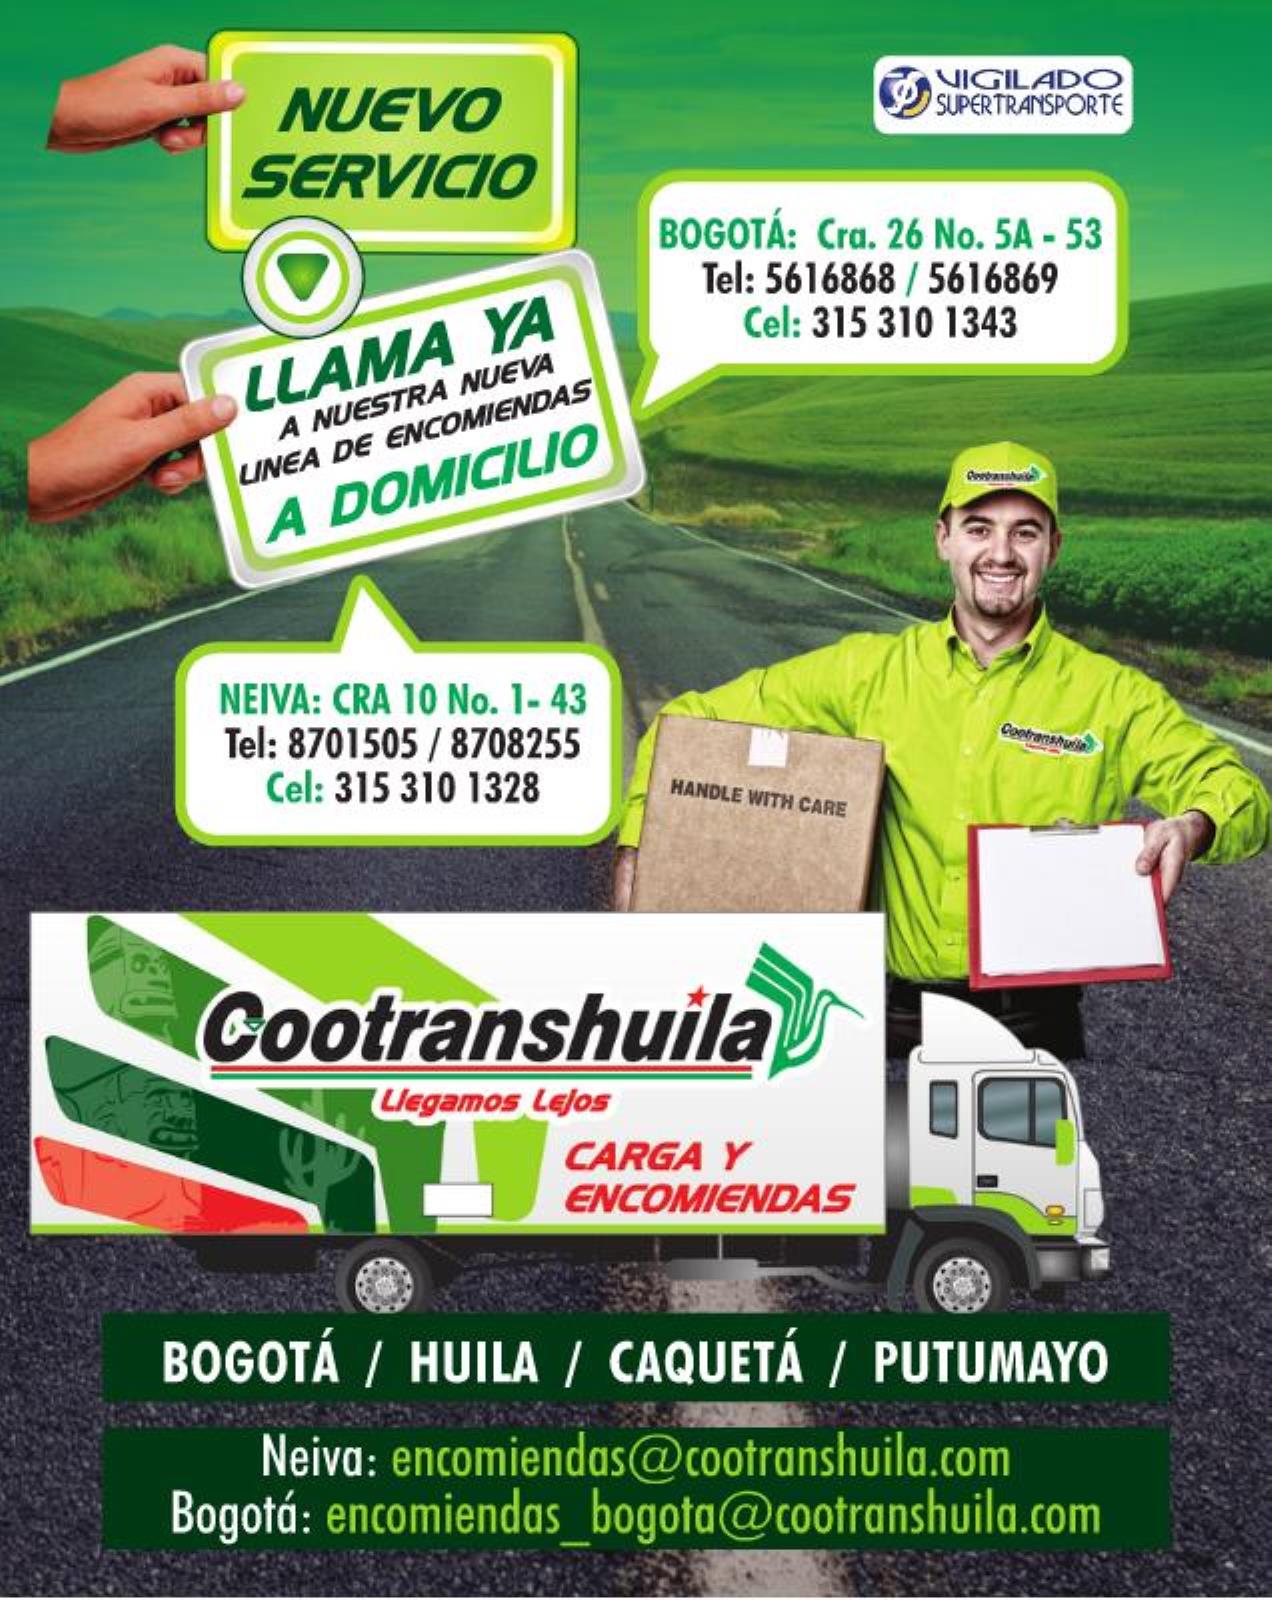 NUEVO
SERVICIO
VIGILADO
SUPERTRANSPORTE
BOGOTÁ: Cra. 26 No. 5A - 53
Tel: 5616868 / 5616869
Cel: 315 310 1343
LLAMA YA
A NUESTRA NUEVA
LINEA DE ENCOMIENDAS
A DOMICILIO
Cootranshuila
NEIVA: CRA 10 No. 1- 43
Tel: 8701505 / 8708255
Cel: 315 310 1328
Cootranshuila
HANDLE WITH CARE
Cootranshuila
Llegamos Lejos
CARGA Y
ENCOMIENDAS
BOGOTÁ / HUILA / CAQUETÁ / PUTUMAYO
Neiva: encomiendas@cootranshuila.com
Bogotá: encomiendas_bogota@cootranshuila.com